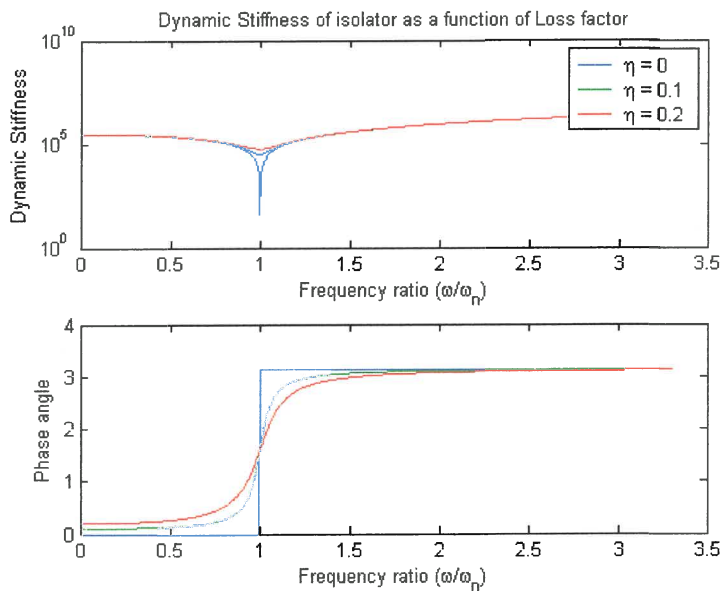 Dynamic Stiffness of isolator as a function of Loss factor
Dynamic Stiffness
10^10
10^5
10^0
η = 0
η = 0.1
η = 0.2
0 0.5 1 1.5 2 2.5 3 3.5
Frequency ratio (ω/ω_n)
Phase angle
4
3
2
1
0
0 0.5 1 1.5 2 2.5 3 3.5
Frequency ratio (ω/ω_n)